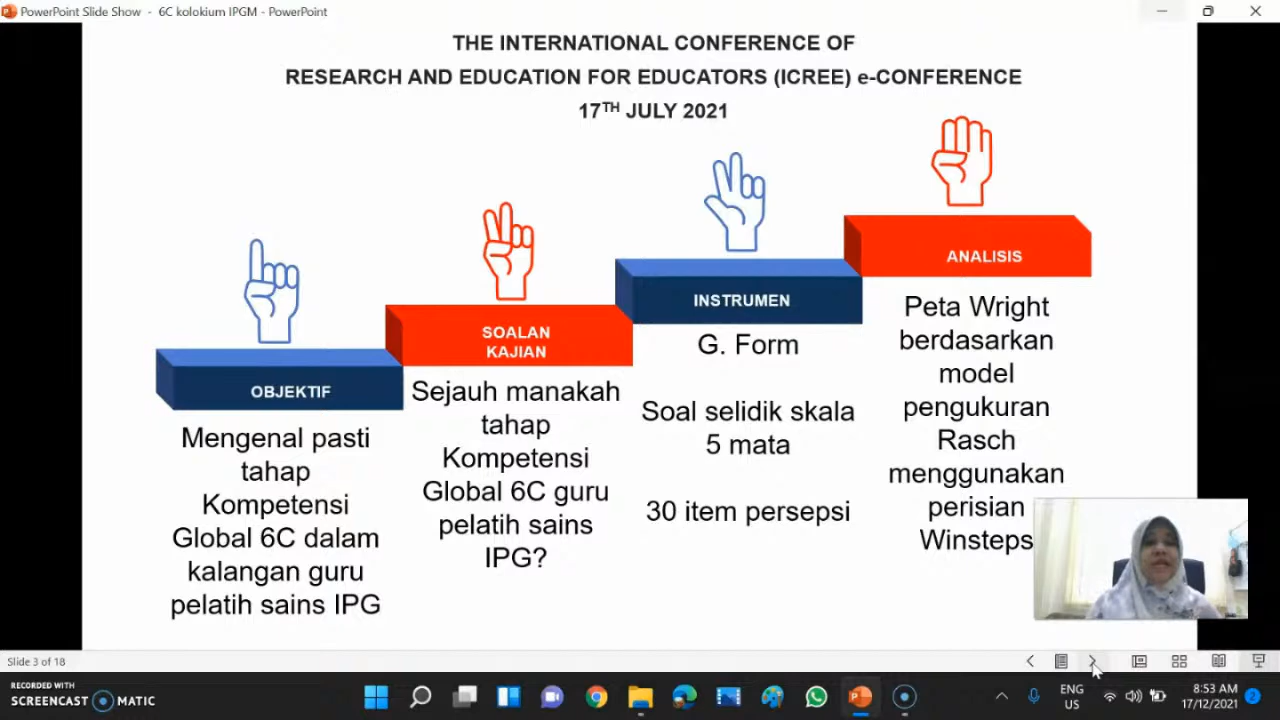 PowerPoint Slide Show - 6C kolokium IPGM - PowerPoint
THE INTERNATIONAL CONFERENCE OF
RESEARCH AND EDUCATION FOR EDUCATORS (ICREE) e-CONFERENCE
17TH JULY 2021
OBJEKTIF
Mengenal pasti
tahap
Kompetensi
Global 6C dalam
kalangan guru
pelatih sains IPG
SOALAN
KAJIAN
Sejauh manakah
tahap
Kompetensi
Global 6C guru
pelatih sains
IPG?
INSTRUMEN
G. Form
Soal selidik skala
5 mata
30 item persepsi
ANALISIS
Peta Wright
berdasarkan
model
pengukuran
Rasch
menggunakan
perisian
Winsteps
Slide 3 of 18
RECORDED WITH
SCREENCAST MATIC
ENG
US
8:53 AM
17/12/2021
2